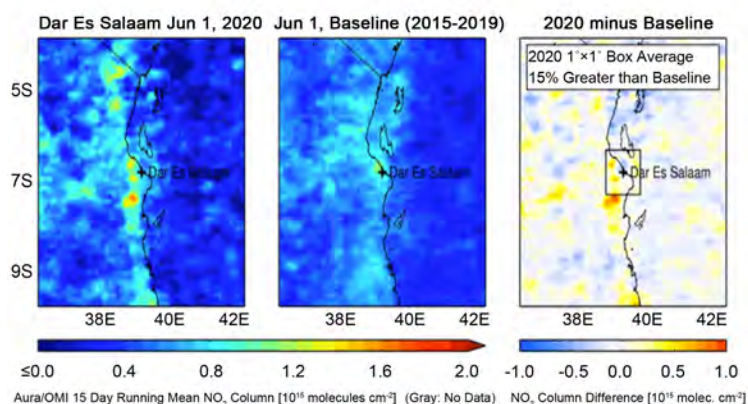 Dar Es Salaam Jun 1, 2020
Jun 1, Baseline (2015-2019)
2020 minus Baseline
2020 1°×1° Box Average
15% Greater than Baseline
5S
7S
9S
Dar Es Salaam
Dar Es Salaam
Dar Es Salaam
38E 40E 42E
38E 40E 42E
38E 40E 42E
≤0.0 0.4 0.8 1.2 1.6 2.0
-1.0 -0.5 0.0 0.5 1.0
Aura/OMI 15 Day Running Mean NO₂ Column [10¹⁵ molecules cm⁻²] (Gray: No Data)
NO₂ Column Difference [10¹⁵ molec. cm⁻²]